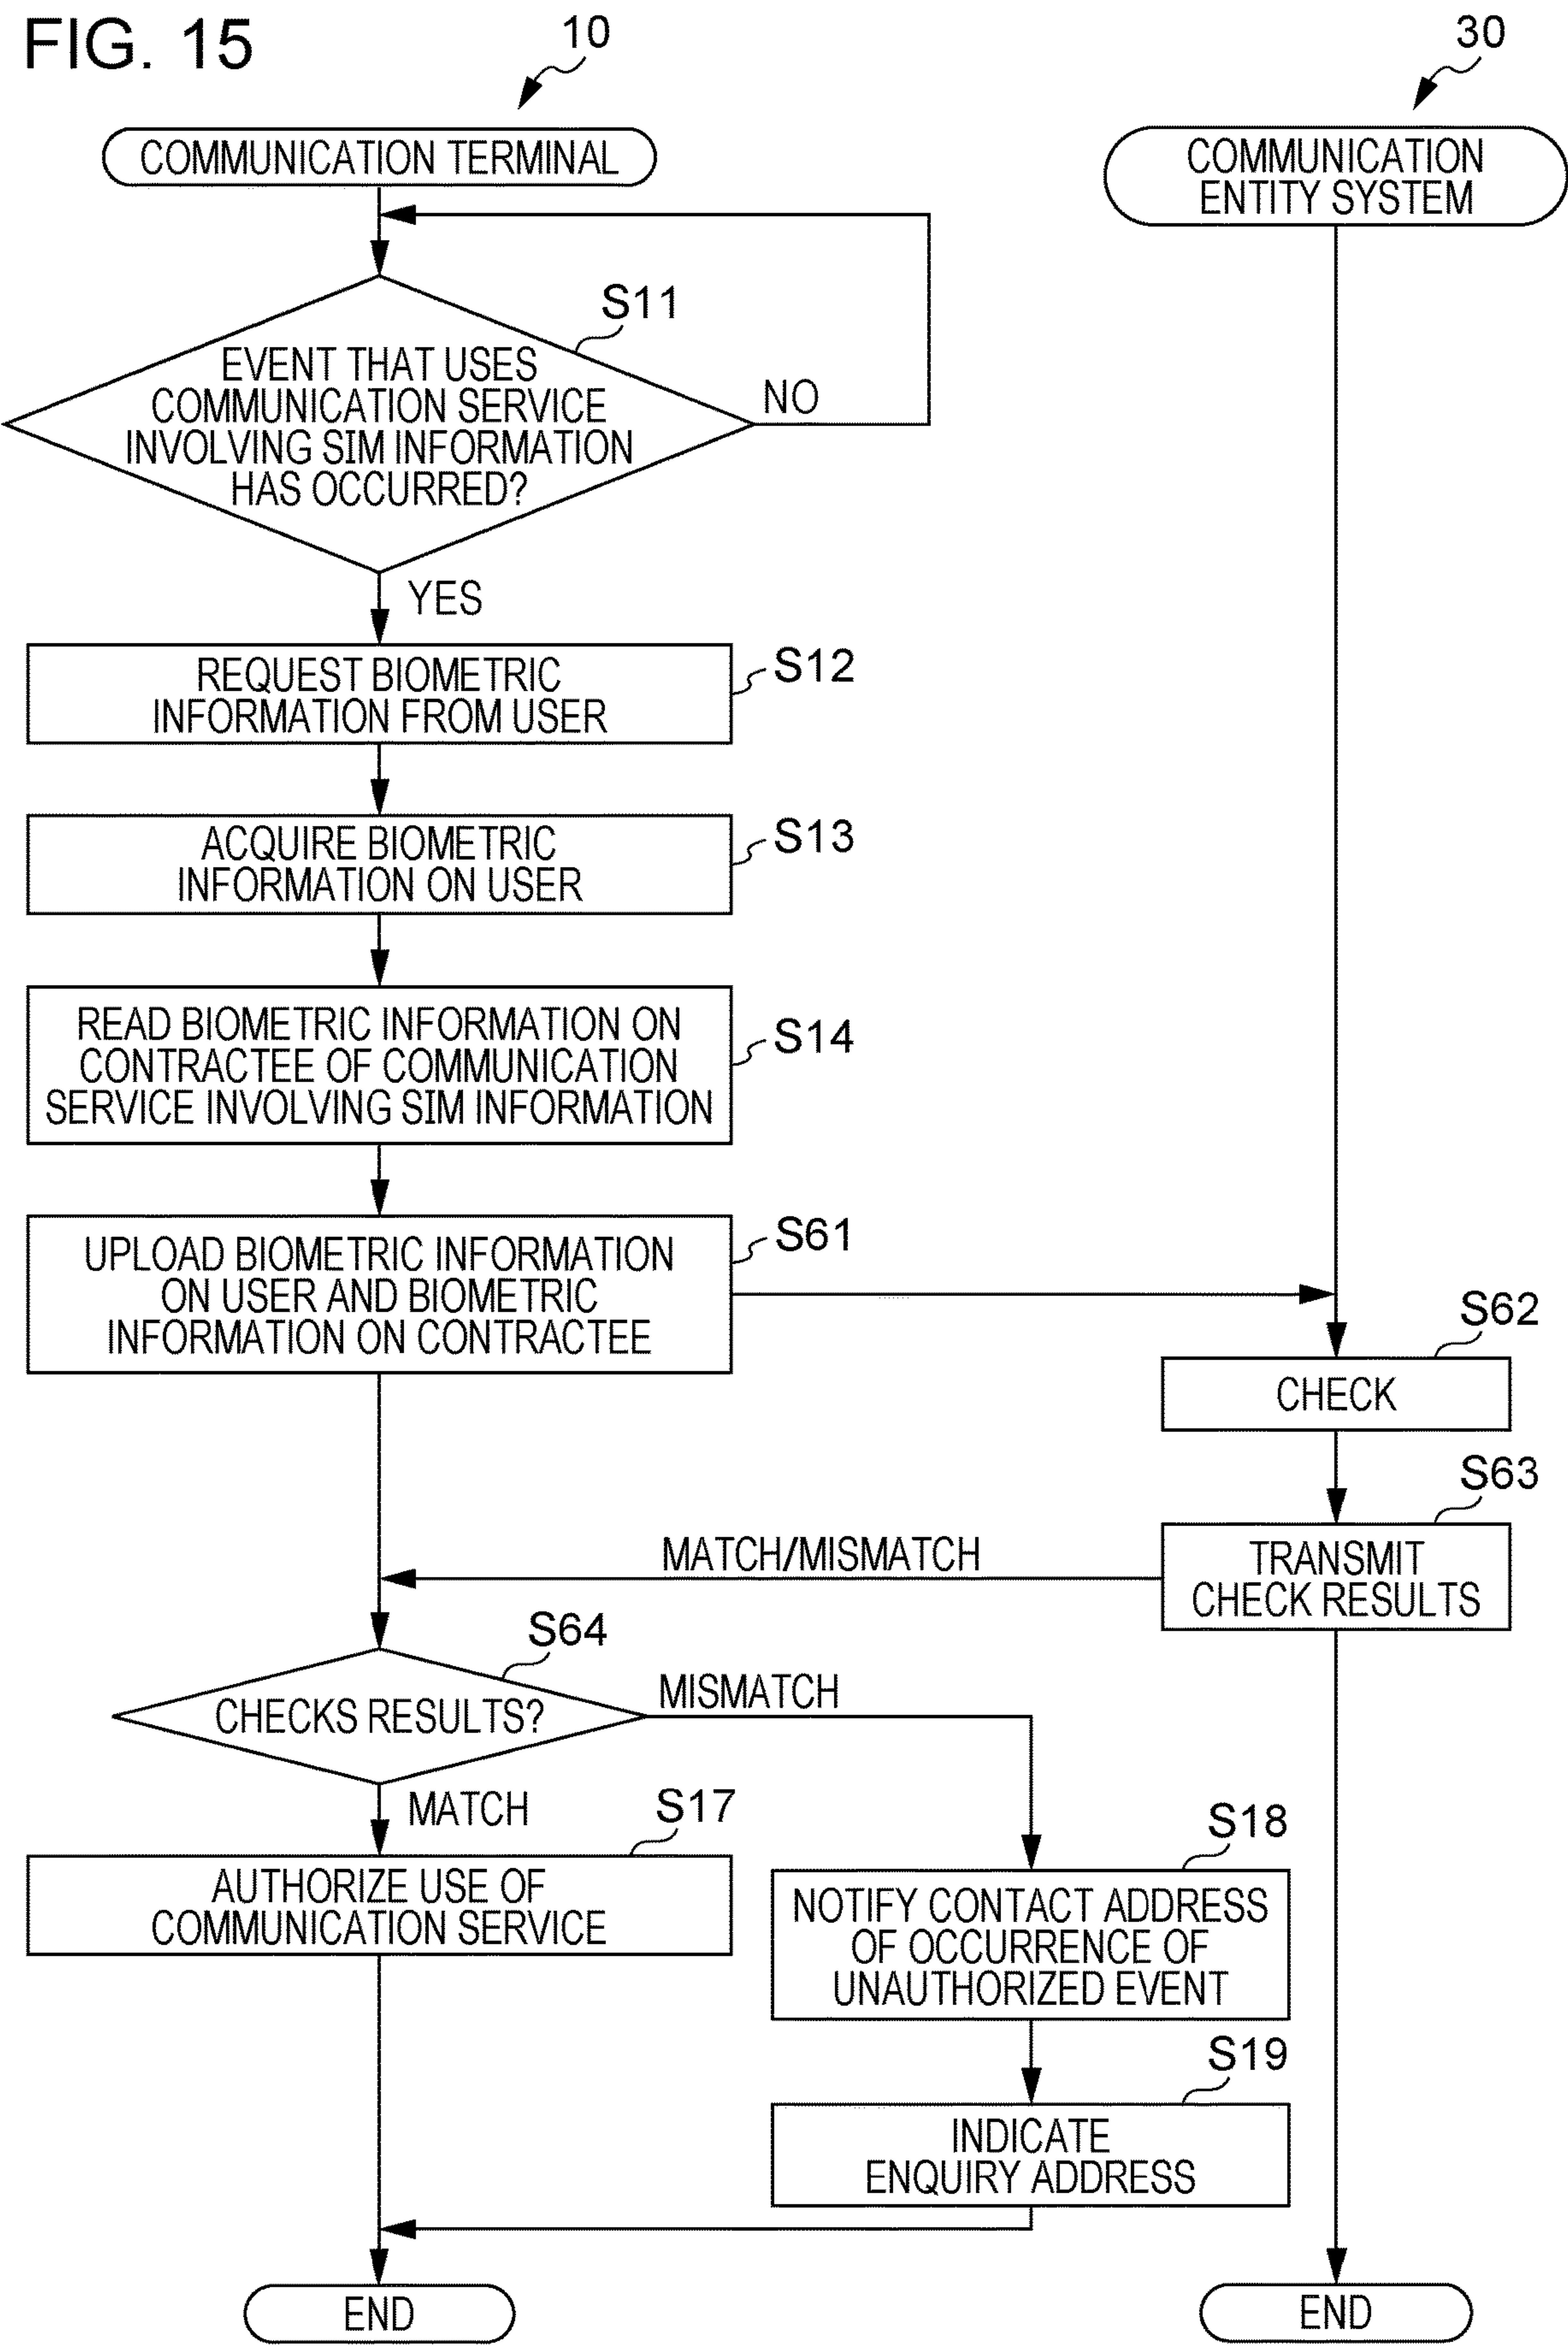 FIG. 15
10
30
COMMUNICATION TERMINAL
COMMUNICATION
ENTITY SYSTEM
S11
EVENT THAT USES
COMMUNICATION SERVICE
INVOLVING SIM INFORMATION
HAS OCCURRED?
NO
YES
S12
REQUEST BIOMETRIC
INFORMATION FROM USER
S13
ACQUIRE BIOMETRIC
INFORMATION ON USER
S14
READ BIOMETRIC INFORMATION ON
CONTRACTEE OF COMMUNICATION
SERVICE INVOLVING SIM INFORMATION
S61
UPLOAD BIOMETRIC INFORMATION
ON USER AND BIOMETRIC
INFORMATION ON CONTRACTEE
S62
CHECK
S63
TRANSMIT
CHECK RESULTS
MATCH/MISMATCH
S64
CHECKS RESULTS?
MISMATCH
MATCH
S17
AUTHORIZE USE OF
COMMUNICATION SERVICE
S18
NOTIFY CONTACT ADDRESS
OF OCCURRENCE OF
UNAUTHORIZED EVENT
S19
INDICATE
ENQUIRY ADDRESS
END
END